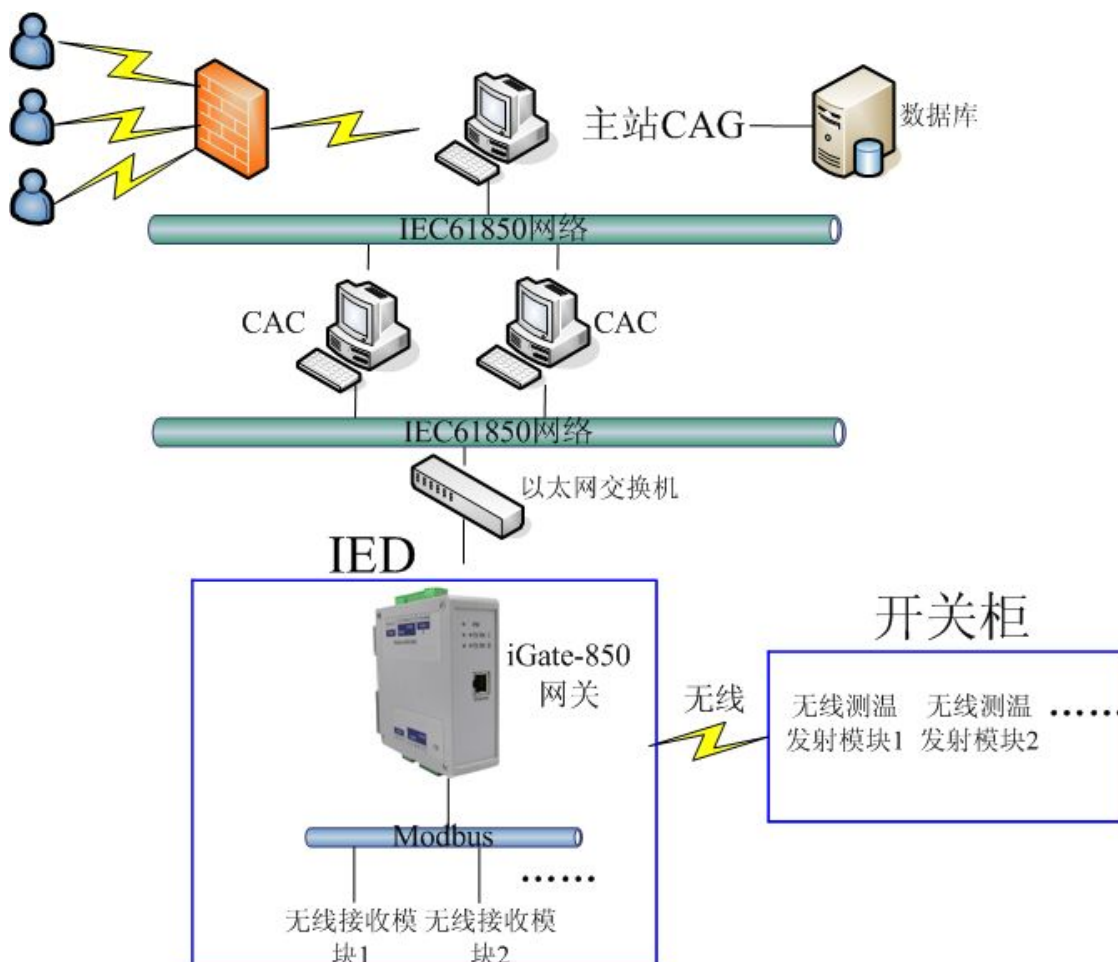 主站CAG
数据库
IEC61850网络
CAC
CAC
IEC61850网络
以太网交换机
IED
iGate-850
网关
无线
开关柜
无线测温
发射模块1
无线测温
发射模块2
……
Modbus
……
无线接收模
块1
无线接收模
块2